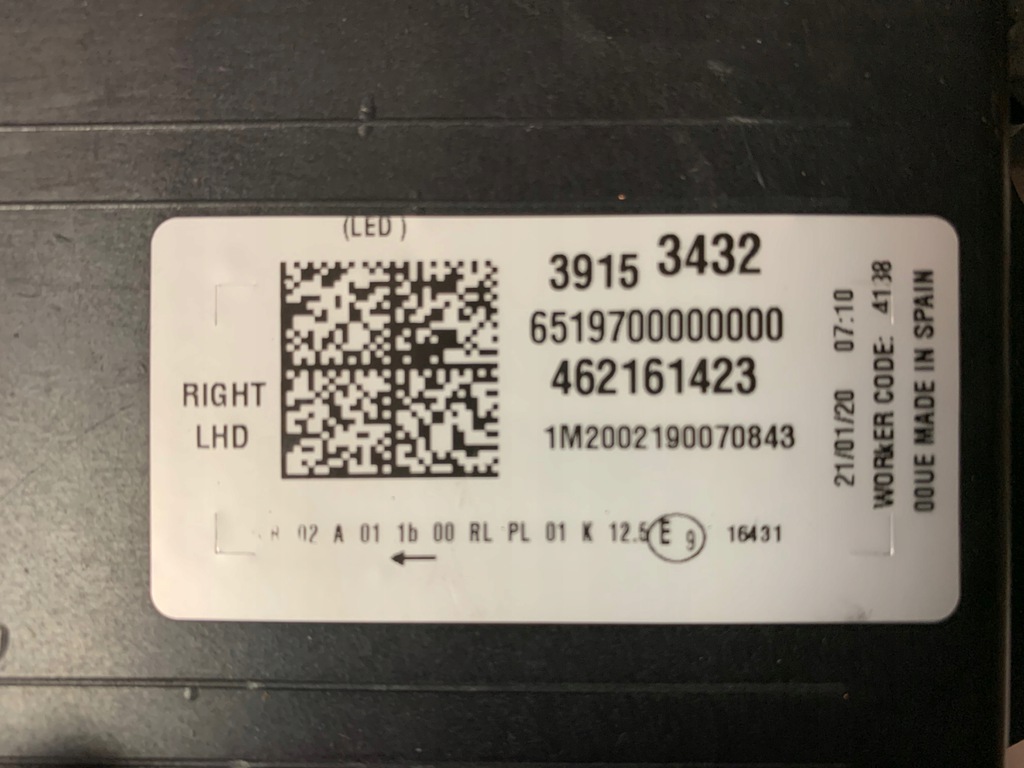 (LED )
3915 3432
6519700000000
462161423
1M2002190070843
RIGHT
LHD
02 A 01 1b 00 RL PL 01 K 12.5 E 9 16431
21/01/20 07:10
WORKER CODE: 4138
00UE MADE IN SPAIN